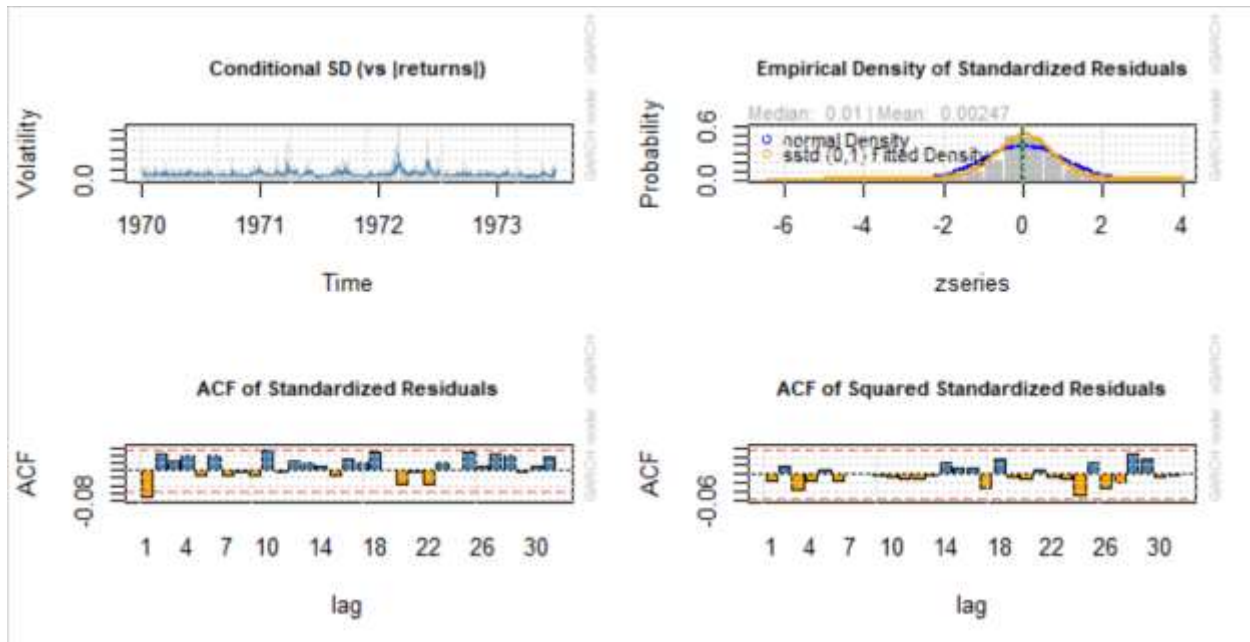 Conditional SD (vs |returns|)
Volatility
0.0
1970 1971 1972 1973
Time
Empirical Density of Standardized Residuals
Median: 0.01 | Mean: 0.00247
normal Density
sstd (0,1) Fitted Density
Probability
0.0 0.6
-6 -4 -2 0 2 4
zseries
ACF of Standardized Residuals
ACF
-0.08
1 4 7 10 14 18 22 26 30
lag
ACF of Squared Standardized Residuals
ACF
-0.06
1 4 7 10 14 18 22 26 30
lag